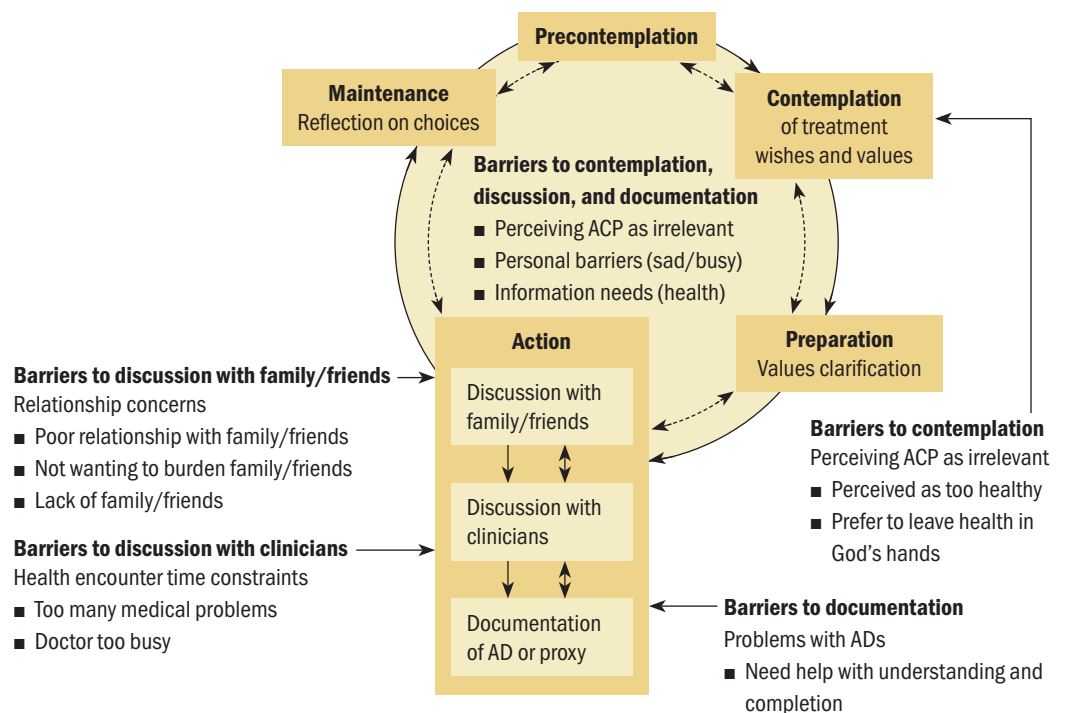 Precontemplation
Maintenance
Reflection on choices
Contemplation
of treatment
wishes and values
Barriers to contemplation,
discussion, and documentation
■ Perceiving ACP as irrelevant
■ Personal barriers (sad/busy)
■ Information needs (health)
Action
Preparation
Values clarification
Discussion with
family/friends
Discussion with
clinicians
Documentation
of AD or proxy
Barriers to discussion with family/friends
Relationship concerns
■ Poor relationship with family/friends
■ Not wanting to burden family/friends
■ Lack of family/friends
Barriers to discussion with clinicians
Health encounter time constraints
■ Too many medical problems
■ Doctor too busy
Barriers to contemplation
Perceiving ACP as irrelevant
■ Perceived as too healthy
■ Prefer to leave health in
God’s hands
Barriers to documentation
Problems with ADs
■ Need help with understanding and
completion